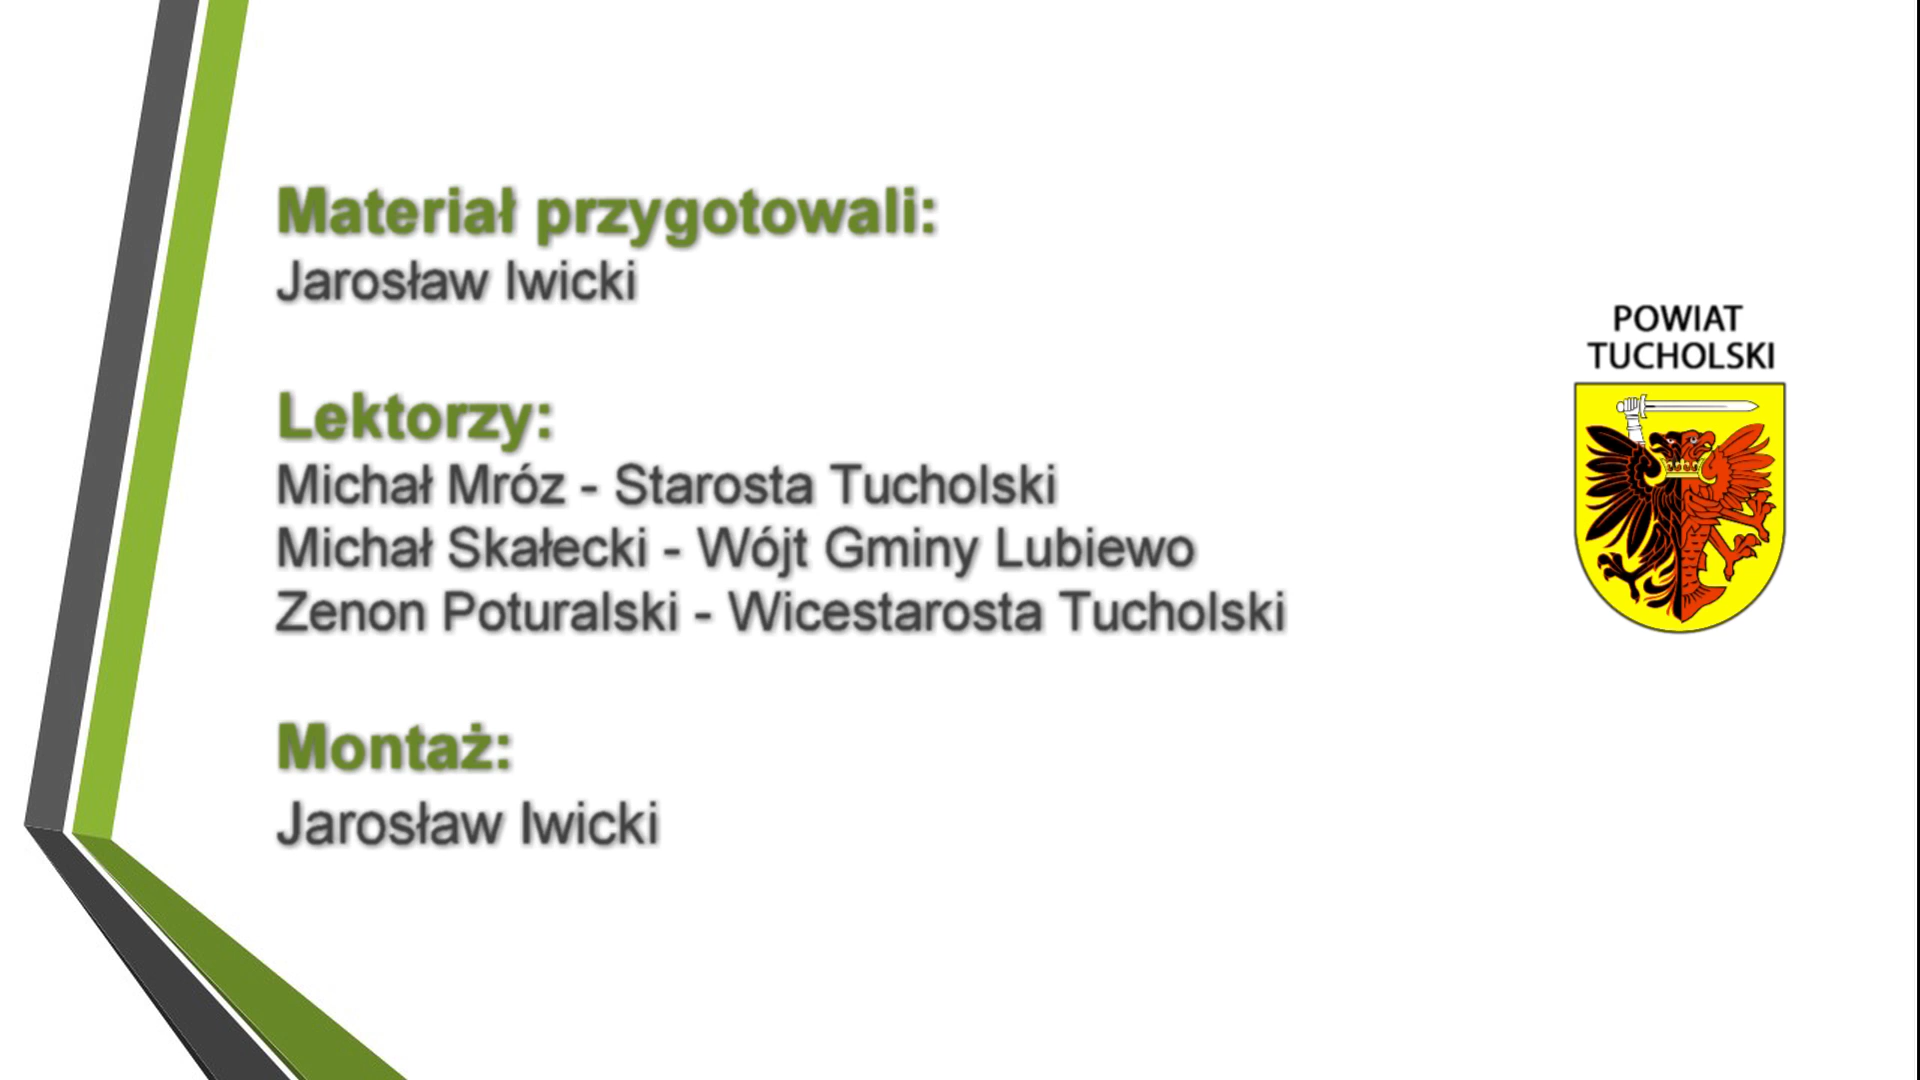 Materiał przygotowali:
Jarosław Iwicki
Lektorzy:
Michał Mróz - Starosta Tucholski
Michał Skałecki - Wójt Gminy Lubiewo
Zenon Poturalski - Wicestarosta Tucholski
Montaż:
Jarosław Iwicki
POWIAT
TUCHOLSKI